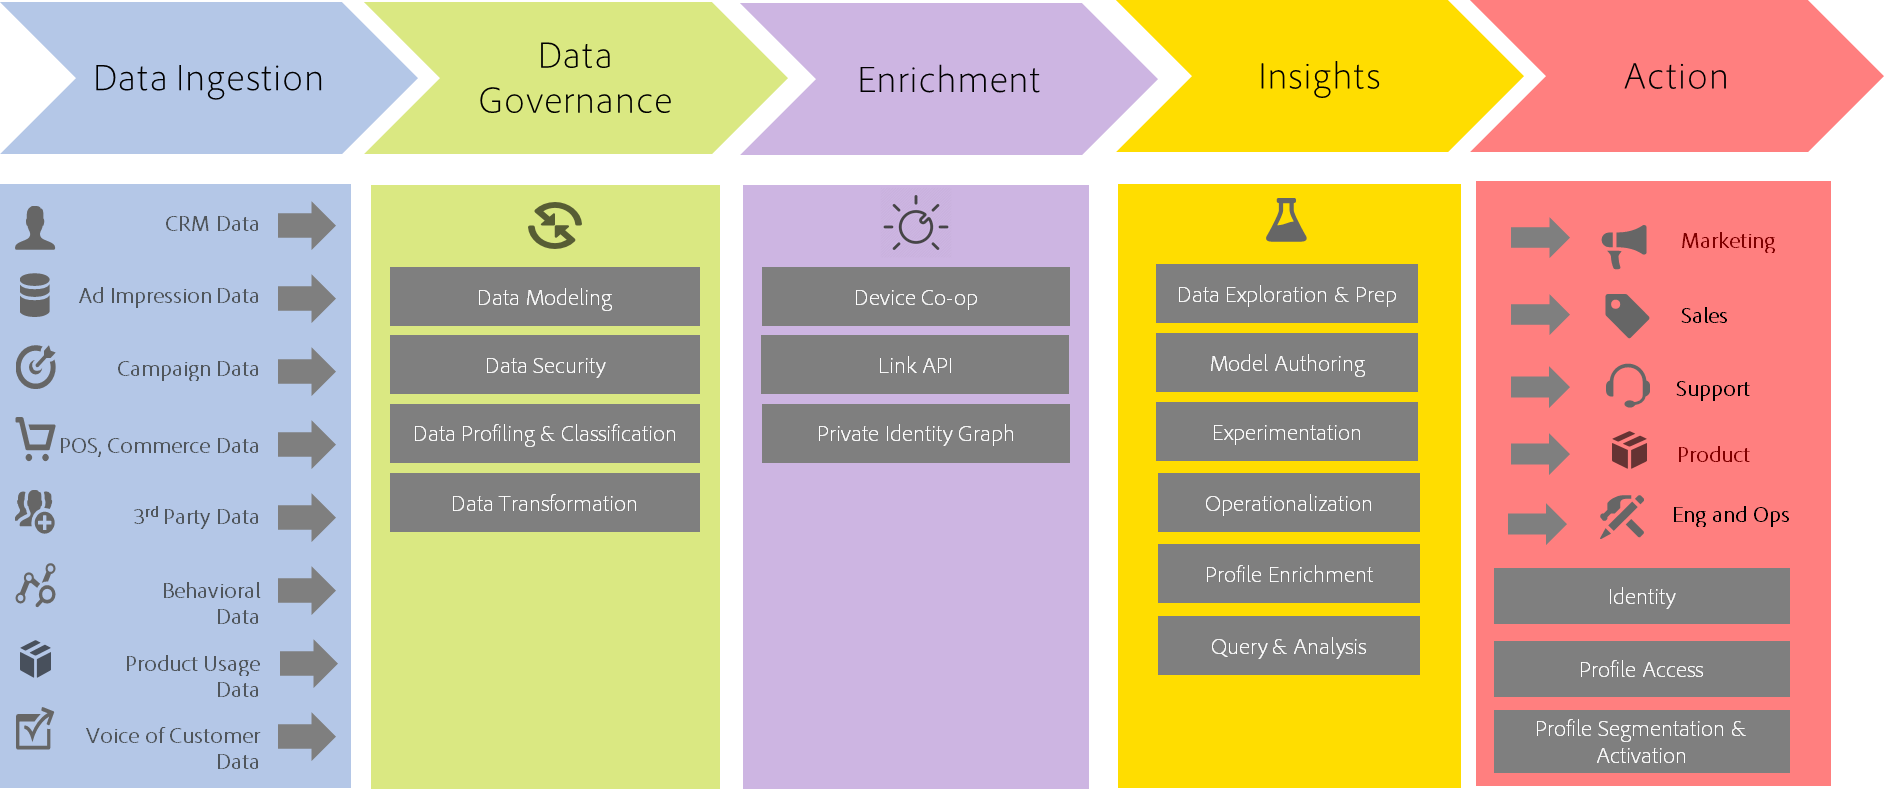 Data Ingestion
Data
Governance
Enrichment
Insights
Action
CRM Data
Ad Impression Data
Campaign Data
POS, Commerce Data
3rd Party Data
Behavioral
Data
Product Usage
Data
Voice of Customer
Data
Data Modeling
Data Security
Data Profiling & Classification
Data Transformation
Device Co-op
Link API
Private Identity Graph
Data Exploration & Prep
Model Authoring
Experimentation
Operationalization
Profile Enrichment
Query & Analysis
Marketing
Sales
Support
Product
Eng and Ops
Identity
Profile Access
Profile Segmentation &
Activation